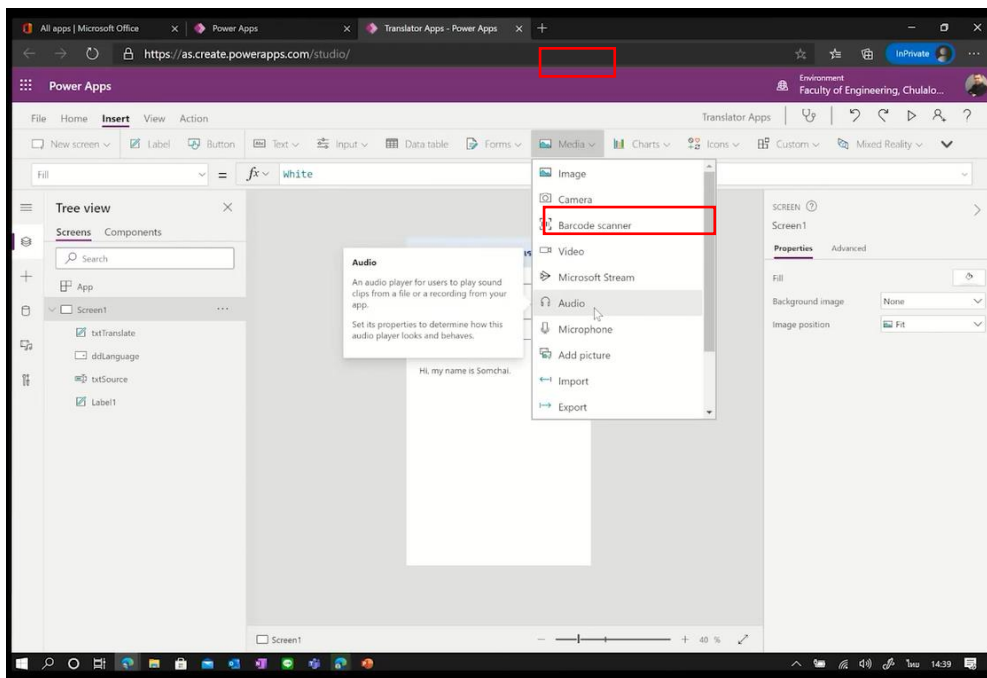 All apps | Microsoft Office
Power Apps
Translator Apps - Power Apps
https://as.create.powerapps.com/studio/
InPrivate
Power Apps
Environment
Faculty of Engineering, Chulalo...
File Home Insert View Action
Translator Apps
New screen Label Button Text Input Data table Forms Media Charts Icons Custom Mixed Reality
Fill = fx White
Tree view
Screens Components
Search
App
Screen1
txtTranslate
ddLanguage
txtSource
Label1
Audio
An audio player for users to play sound
clips from a file or a recording from your
app.
Set its properties to determine how this
audio player looks and behaves.
Hi, my name is Somchai.
Image
Camera
Barcode scanner
Video
Microsoft Stream
Audio
Microphone
Add picture
Import
Export
SCREEN
Screen1
Properties Advanced
Fill
Background image None
Image position Fit
Screen1
40 %
ไทย 14:39